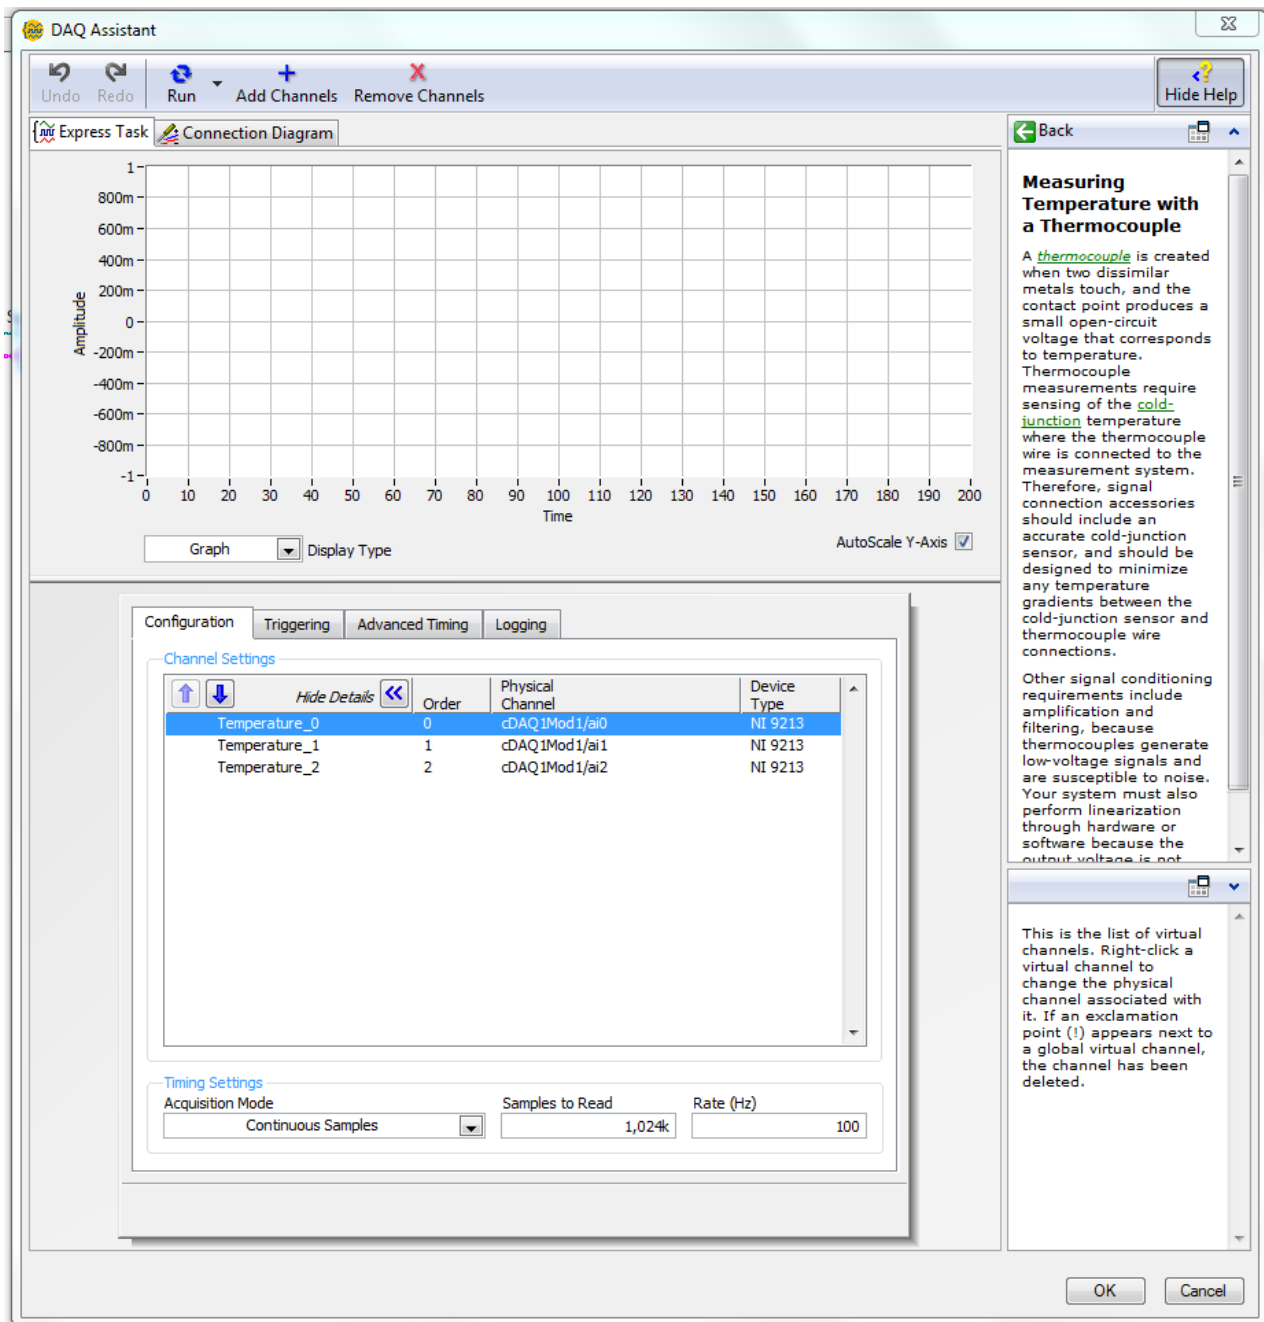 DAQ Assistant
Undo Redo Run Add Channels Remove Channels Hide Help
Express Task Connection Diagram
1
800m
600m
400m
200m
0
-200m
-400m
-600m
-800m
-1
Amplitude
0 10 20 30 40 50 60 70 80 90 100 110 120 130 140 150 160 170 180 190 200
Time
Graph Display Type AutoScale Y-Axis
Configuration Triggering Advanced Timing Logging
Channel Settings
Hide Details Order Physical Channel Device Type
Temperature_0 0 cDAQ1Mod1/ai0 NI 9213
Temperature_1 1 cDAQ1Mod1/ai1 NI 9213
Temperature_2 2 cDAQ1Mod1/ai2 NI 9213
Timing Settings
Acquisition Mode Samples to Read Rate (Hz)
Continuous Samples 1,024k 100
Back
Measuring
Temperature with
a Thermocouple
A thermocouple is created
when two dissimilar
metals touch, and the
contact point produces a
small open-circuit
voltage that corresponds
to temperature.
Thermocouple
measurements require
sensing of the cold-
junction temperature
where the thermocouple
wire is connected to the
measurement system.
Therefore, signal
connection accessories
should include an
accurate cold-junction
sensor, and should be
designed to minimize
any temperature
gradients between the
cold-junction sensor and
thermocouple wire
connections.
Other signal conditioning
requirements include
amplification and
filtering, because
thermocouples generate
low-voltage signals and
are susceptible to noise.
Your system must also
perform linearization
through hardware or
software because the
output voltage is not
This is the list of virtual
channels. Right-click a
virtual channel to
change the physical
channel associated with
it. If an exclamation
point (!) appears next to
a global virtual channel,
the channel has been
deleted.
OK Cancel